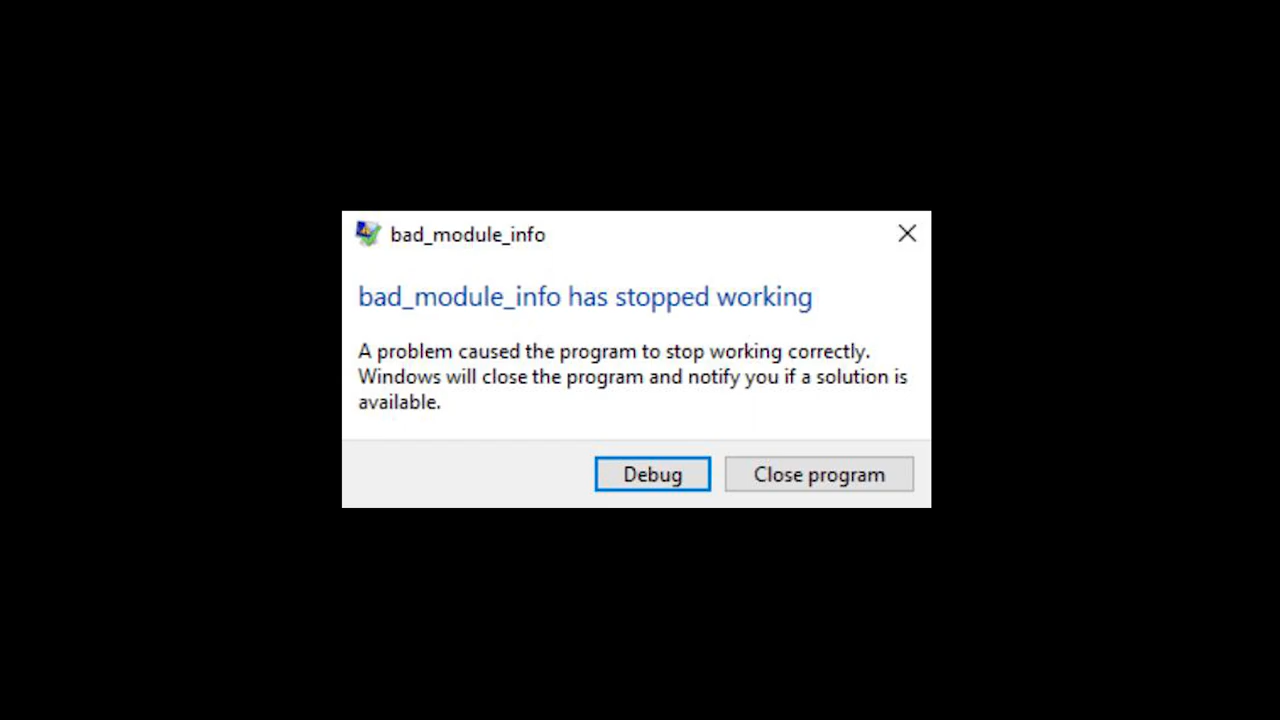 bad_module_info
bad_module_info has stopped working
A problem caused the program to stop working correctly.
Windows will close the program and notify you if a solution is
available.
Debug
Close program